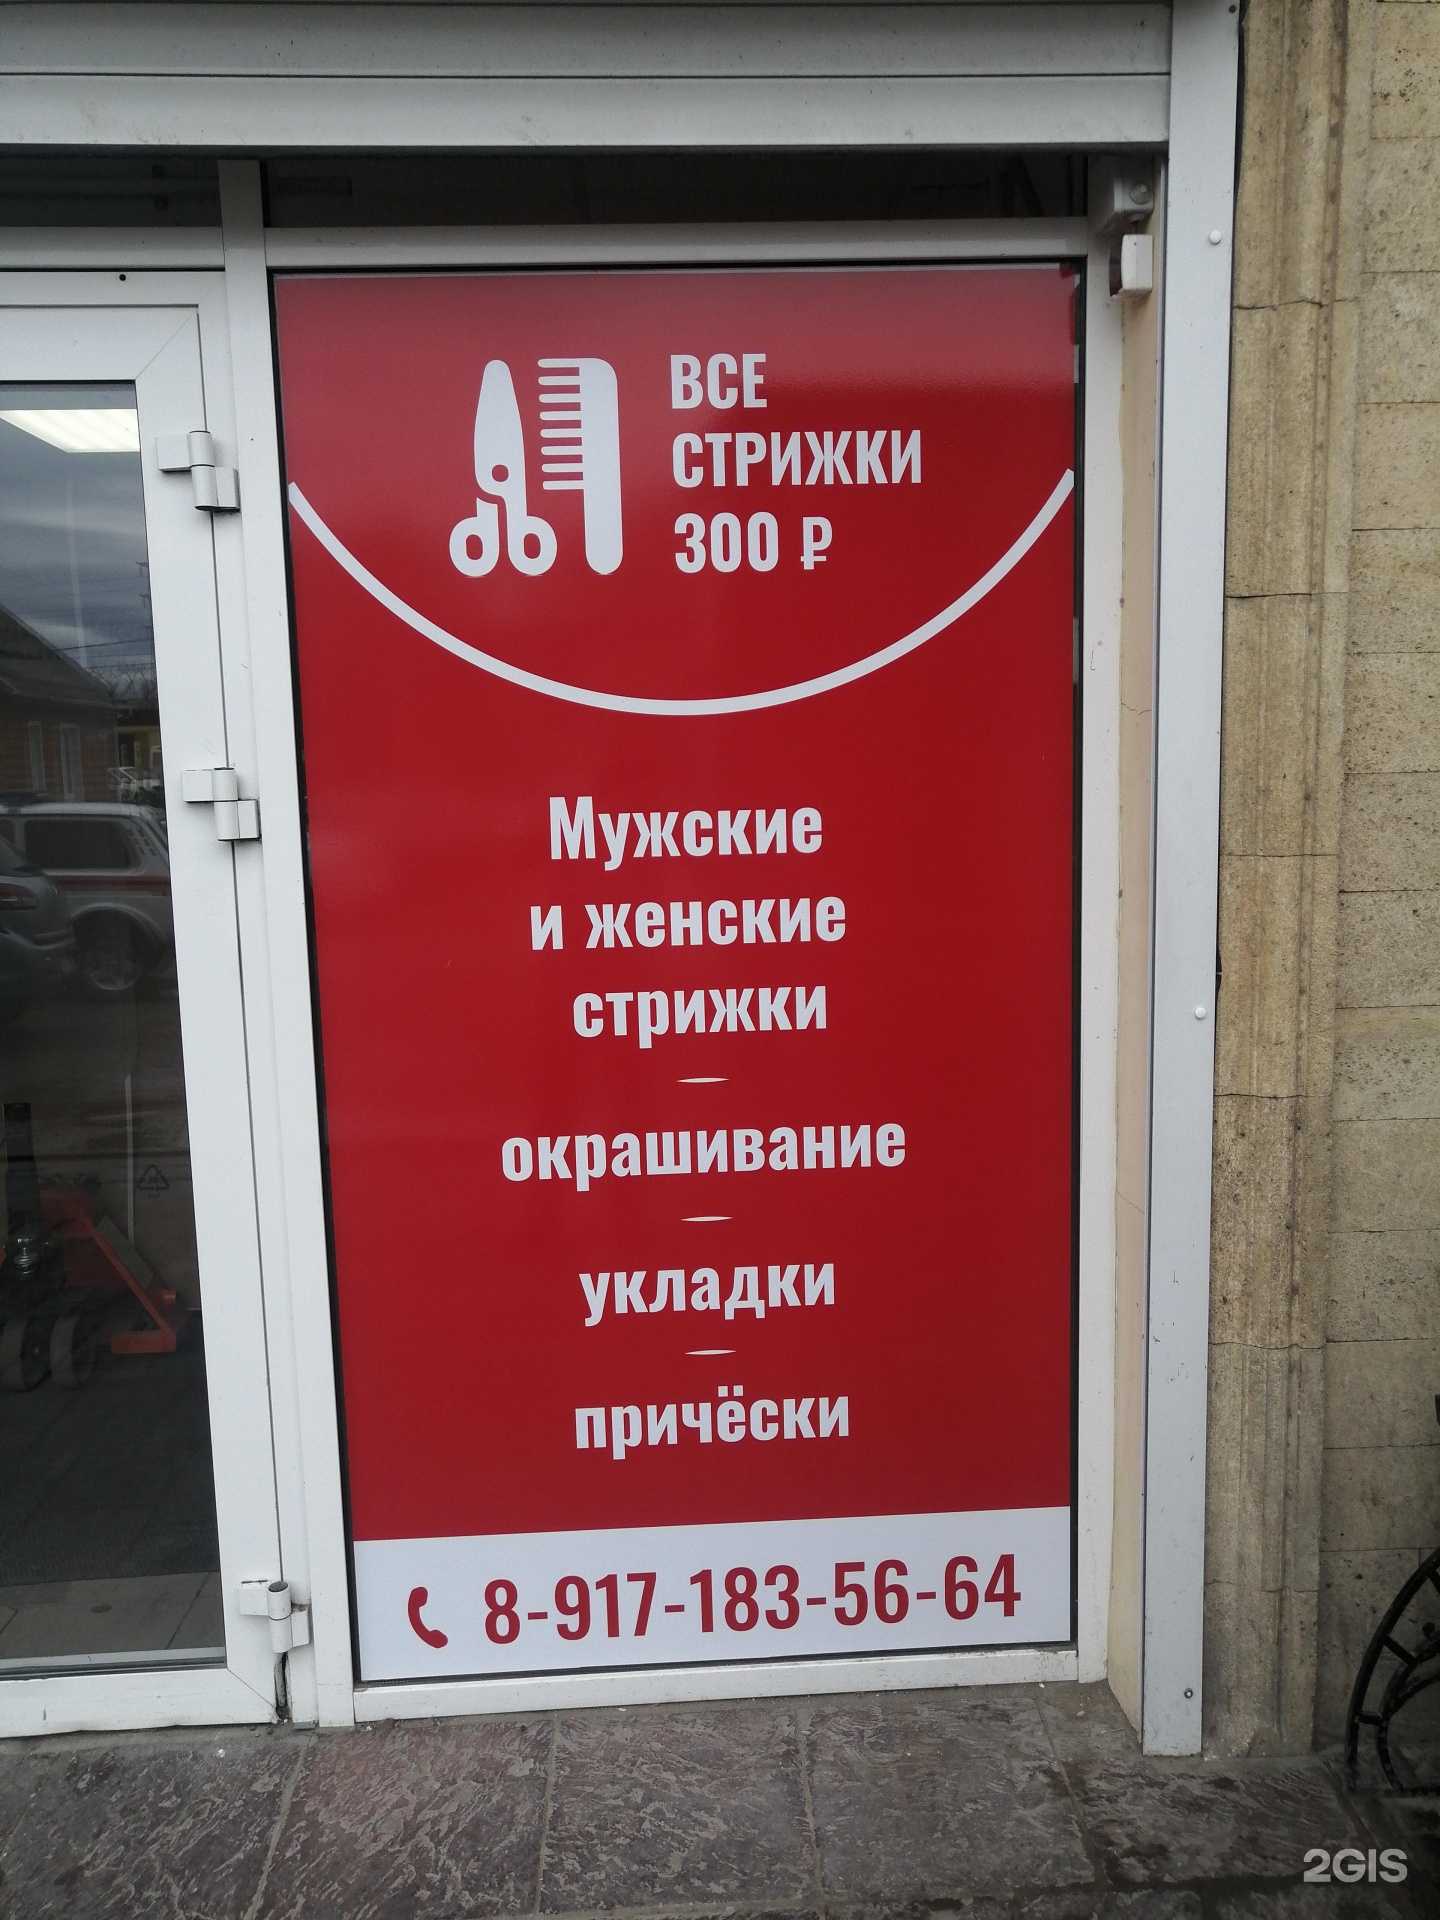 ВСЕ
СТРИЖКИ
300 ₽
Мужские
и женские
стрижки
окрашивание
укладки
причёски
8-917-183-56-64
2GIS